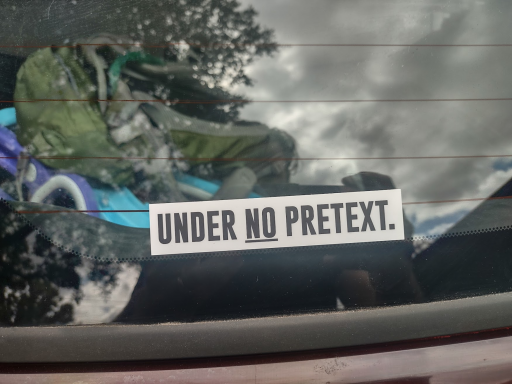 UNDER NO PRETEXT.